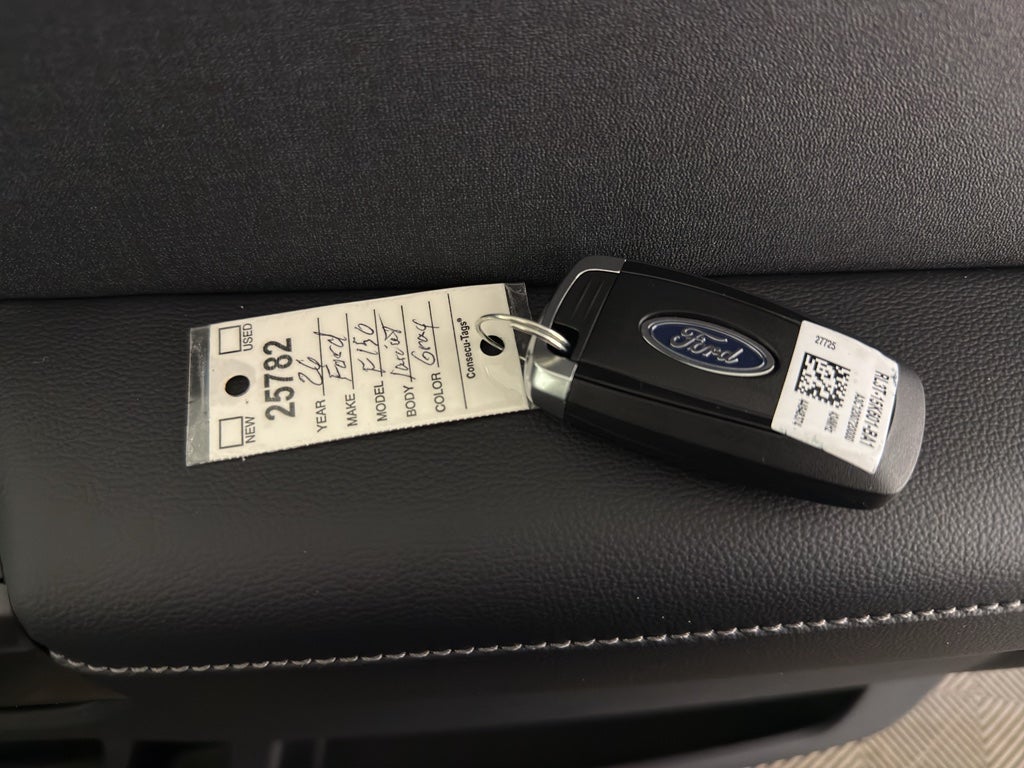 USED
NEW
25782
YEAR 26
MAKE Ford
MODEL F150
BODY Lariat
COLOR Gray
Consecu-Tags®
Ford
27725